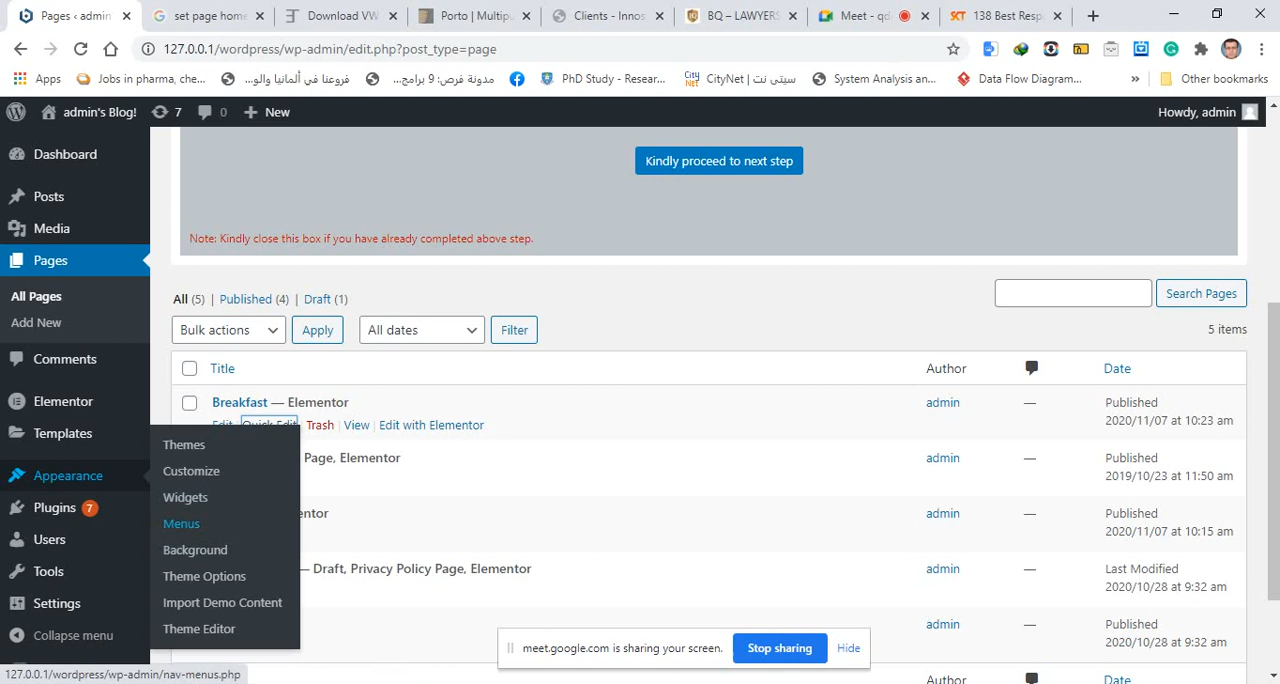 Pages ‹ admin
set page hom
Download VW
Porto | Multipu
Clients - Innos
BQ – LAWYERS
Meet - qd
138 Best Resp
127.0.0.1/wordpress/wp-admin/edit.php?post_type=page
Apps
Jobs in pharma, che...
فروعنا في ألمانيا والو...
مدونة فرص: 9 برامج...
PhD Study - Resear...
سيتى نت | CityNet
System Analysis an...
Data Flow Diagram...
»
Other bookmarks
admin's Blog!
7
0
New
Howdy, admin
Dashboard
Posts
Media
Pages
All Pages
Add New
Comments
Elementor
Templates
Appearance
Plugins 7
Users
Tools
Settings
Collapse menu
Themes
Customize
Widgets
Menus
Background
Theme Options
Import Demo Content
Theme Editor
Kindly proceed to next step
Note: Kindly close this box if you have already completed above step.
All (5) | Published (4) | Draft (1)
Search Pages
Bulk actions
Apply
All dates
Filter
5 items
Title
Author
Date
Breakfast — Elementor
admin
—
Published
2020/11/07 at 10:23 am
Edit | Quick Edit | Trash | View | Edit with Elementor
Page, Elementor
admin
—
Published
2019/10/23 at 11:50 am
entor
admin
—
Published
2020/11/07 at 10:15 am
— Draft, Privacy Policy Page, Elementor
admin
—
Last Modified
2020/10/28 at 9:32 am
admin
—
Published
2020/10/28 at 9:32 am
meet.google.com is sharing your screen.
Stop sharing
Hide
Date
127.0.0.1/wordpress/wp-admin/nav-menus.php